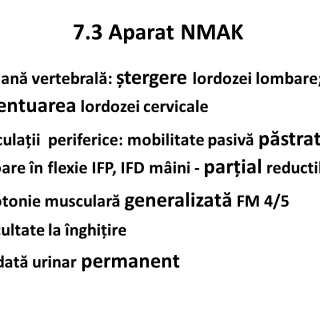 7.3 Aparat NMAK
ană vertebrală: ștergere lordozei lombare;
entuarea lordozei cervicale
culații periferice: mobilitate pasivă păstrat
oare în flexie IFP, IFD mâini - parțial reducti
otonie musculară generalizată FM 4/5
cultate la înghițire
dată urinar permanent